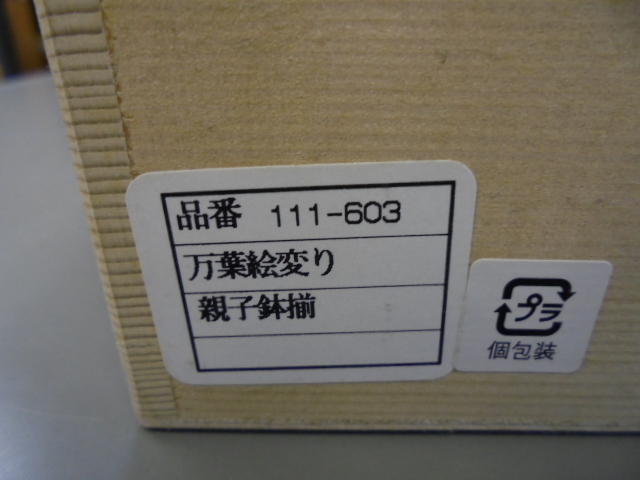 品番 111-603
万葉絵変り
親子鉢揃
プラ
個包装